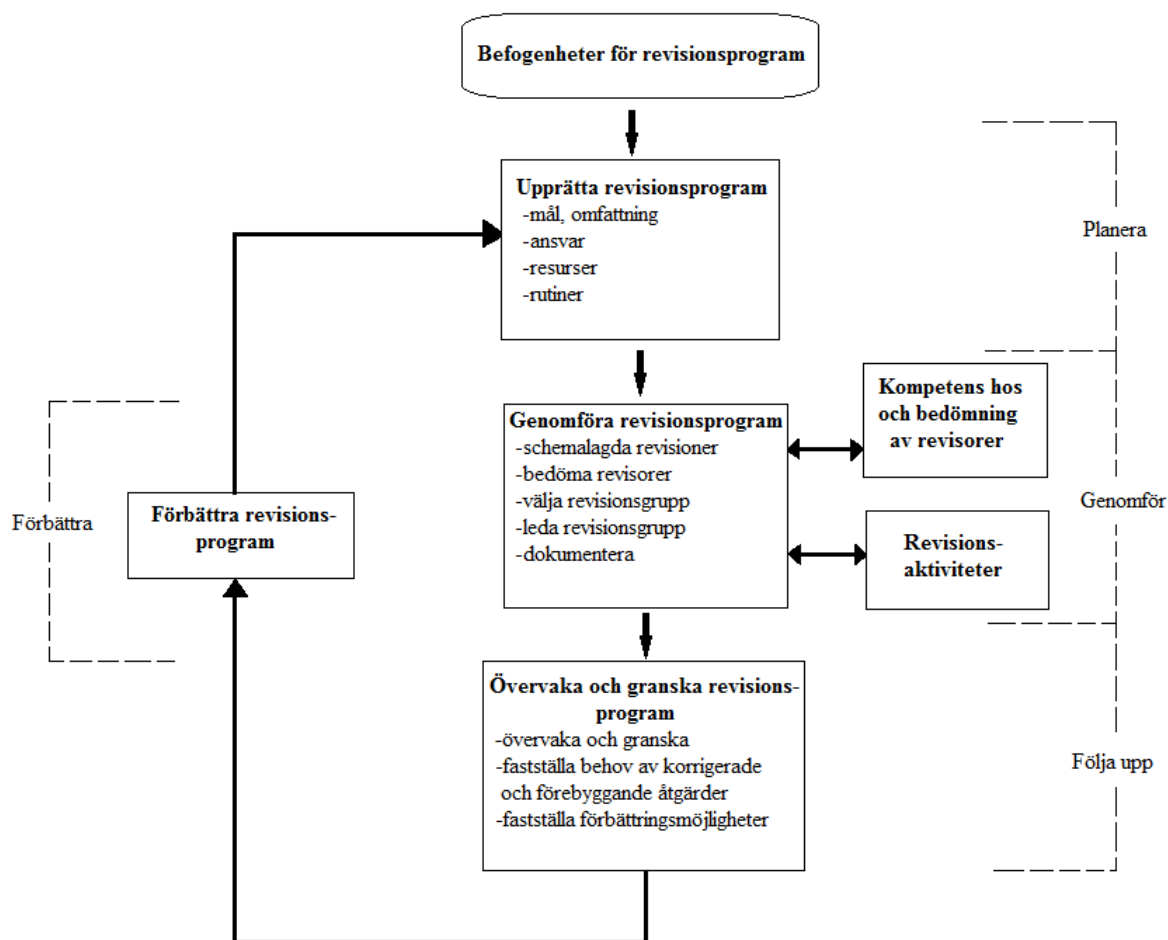 Befogenheter för revisionsprogram
Upprätta revisionsprogram
-mål, omfattning
-ansvar
-resurser
-rutiner
Planera
Genomföra revisionsprogram
-schemalagda revisioner
-bedöma revisorer
-välja revisionsgrupp
-leda revisionsgrupp
-dokumentera
Kompetens hos
och bedömning
av revisorer
Revisions-
aktiviteter
Genomför
Förbättra
Förbättra revisions-
program
Övervaka och granska revisions-
program
-övervaka och granska
-fastställa behov av korrigerade
och förebyggande åtgärder
-fastställa förbättringsmöjligheter
Följa upp